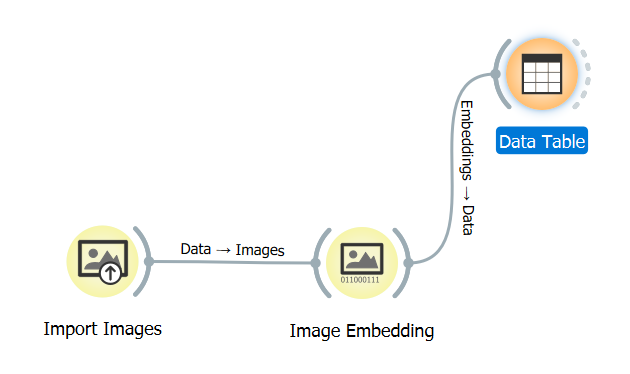 Data Table
Embeddings → Data
Data → Images
011000111
Import Images
Image Embedding